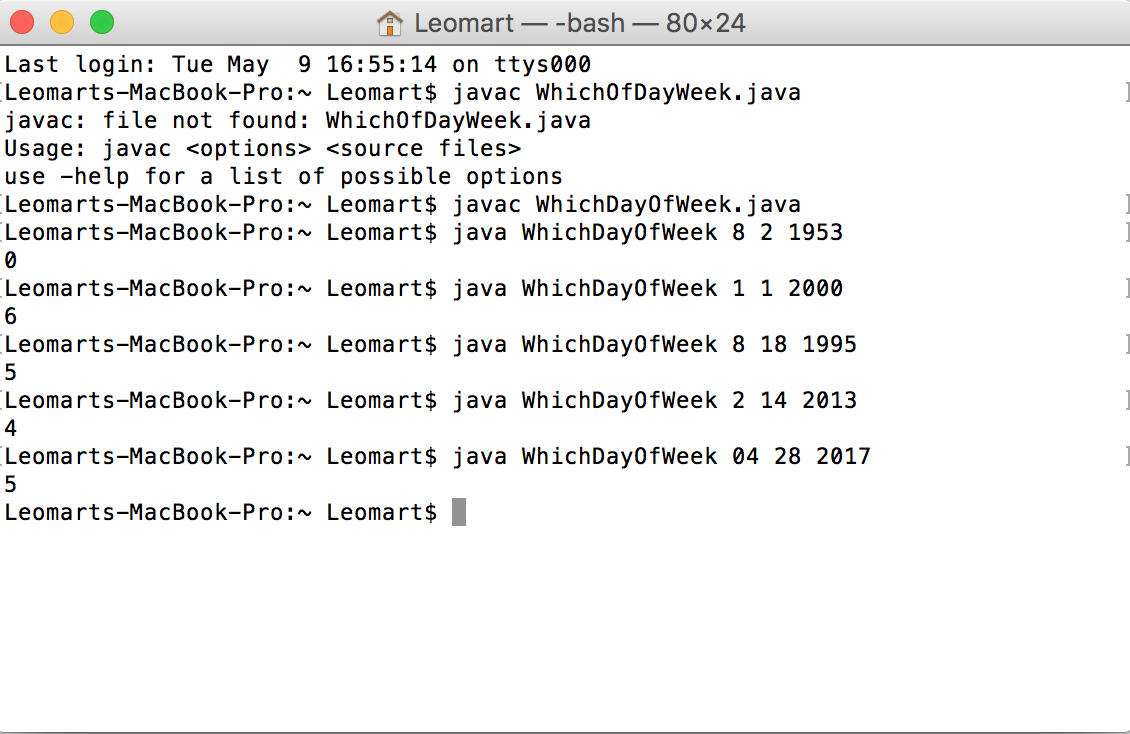 Leomart — -bash — 80×24
Last login: Tue May  9 16:55:14 on ttys000
[Leomarts-MacBook-Pro:~ Leomart$ javac WhichOfDayWeek.java ]
javac: file not found: WhichOfDayWeek.java
Usage: javac <options> <source files>
use -help for a list of possible options
[Leomarts-MacBook-Pro:~ Leomart$ javac WhichDayOfWeek.java ]
[Leomarts-MacBook-Pro:~ Leomart$ java WhichDayOfWeek 8 2 1953 ]
0
[Leomarts-MacBook-Pro:~ Leomart$ java WhichDayOfWeek 1 1 2000 ]
6
[Leomarts-MacBook-Pro:~ Leomart$ java WhichDayOfWeek 8 18 1995 ]
5
[Leomarts-MacBook-Pro:~ Leomart$ java WhichDayOfWeek 2 14 2013 ]
4
[Leomarts-MacBook-Pro:~ Leomart$ java WhichDayOfWeek 04 28 2017 ]
5
Leomarts-MacBook-Pro:~ Leomart$